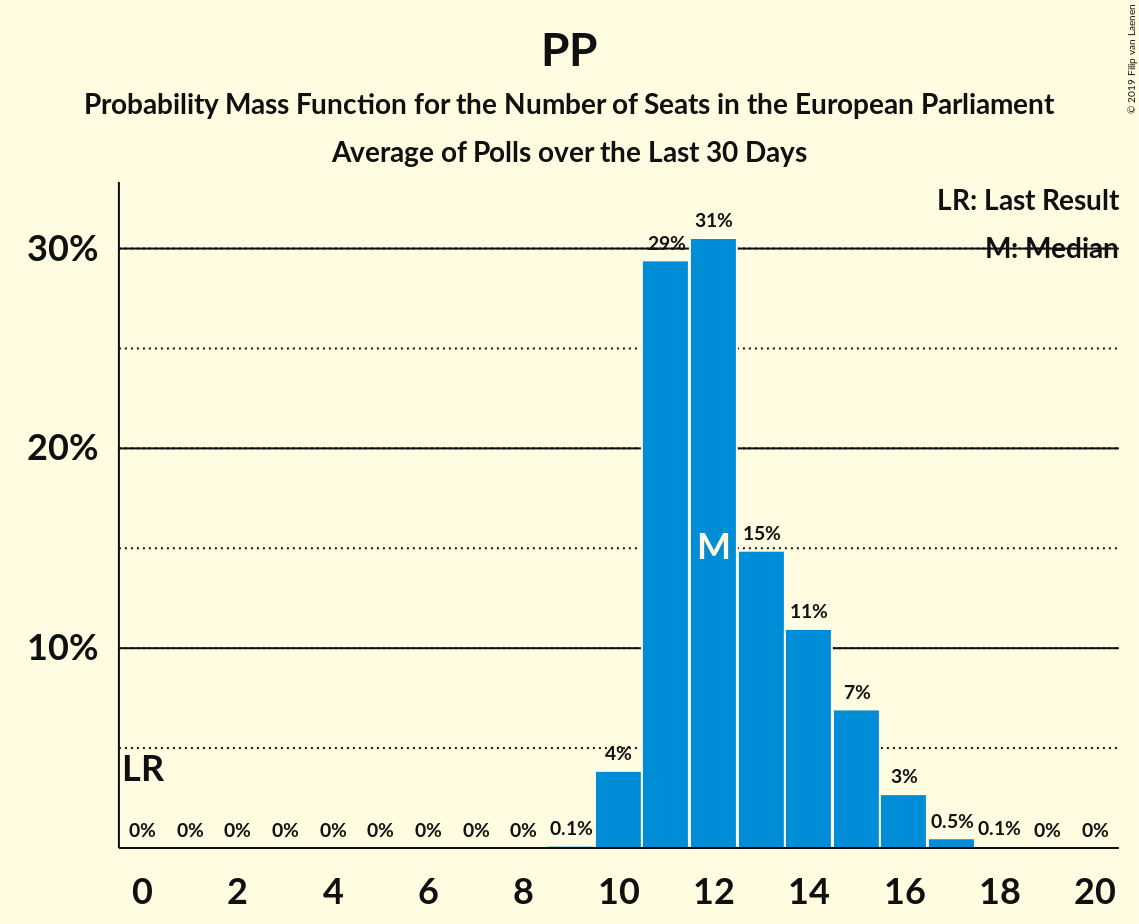 PP
Probability Mass Function for the Number of Seats in the European Parliament
Average of Polls over the Last 30 Days
© 2019 Filip van Laenen
LR: Last Result
M: Median
30%
20%
10%
LR
M
0% 0% 0% 0% 0% 0% 0% 0% 0% 0.1% 4% 29% 31% 15% 11% 7% 3% 0.5% 0.1% 0% 0%
0 2 4 6 8 10 12 14 16 18 20